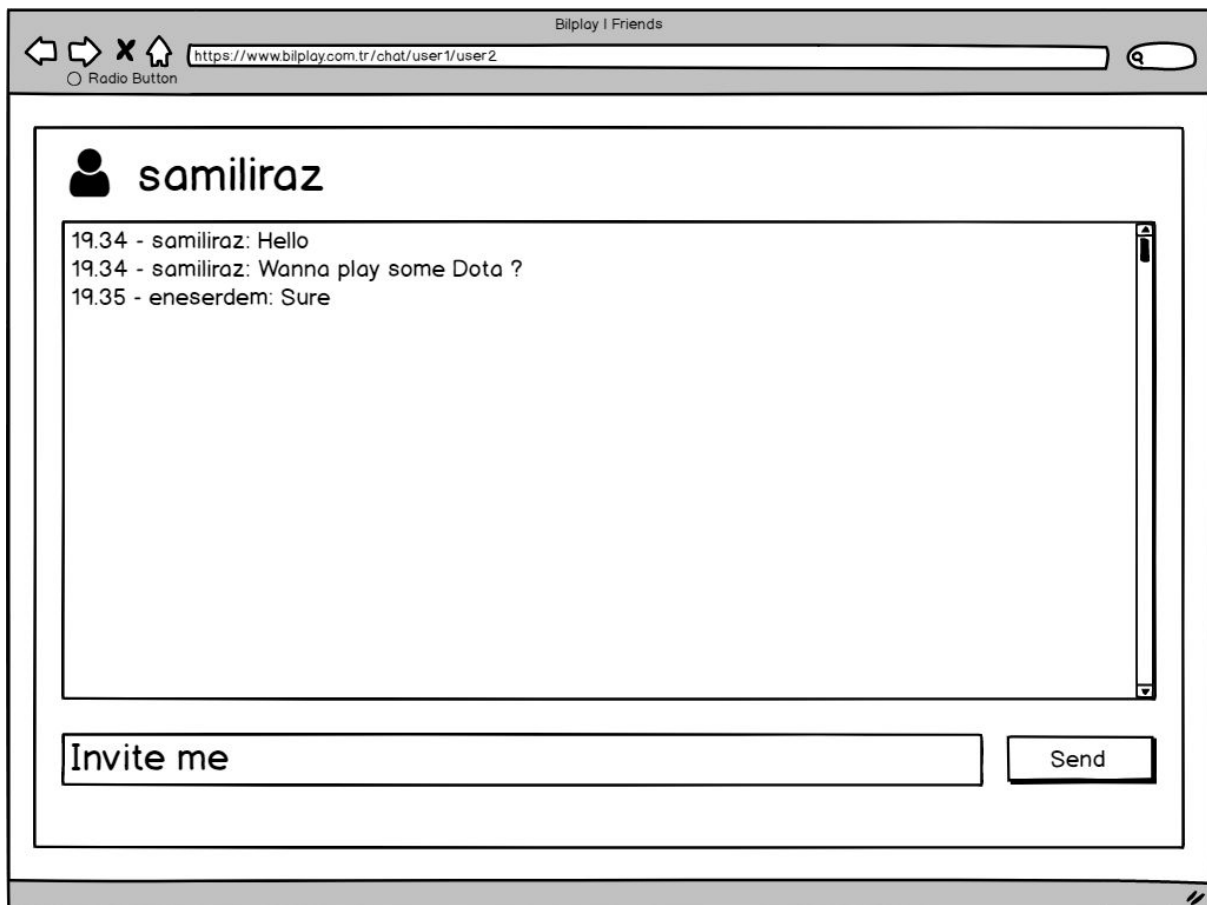 Bilplay | Friends
https://www.bilplay.com.tr/chat/user1/user2
Radio Button
samiliraz
19.34 - samiliraz: Hello
19.34 - samiliraz: Wanna play some Dota ?
19.35 - eneserdem: Sure
Invite me
Send